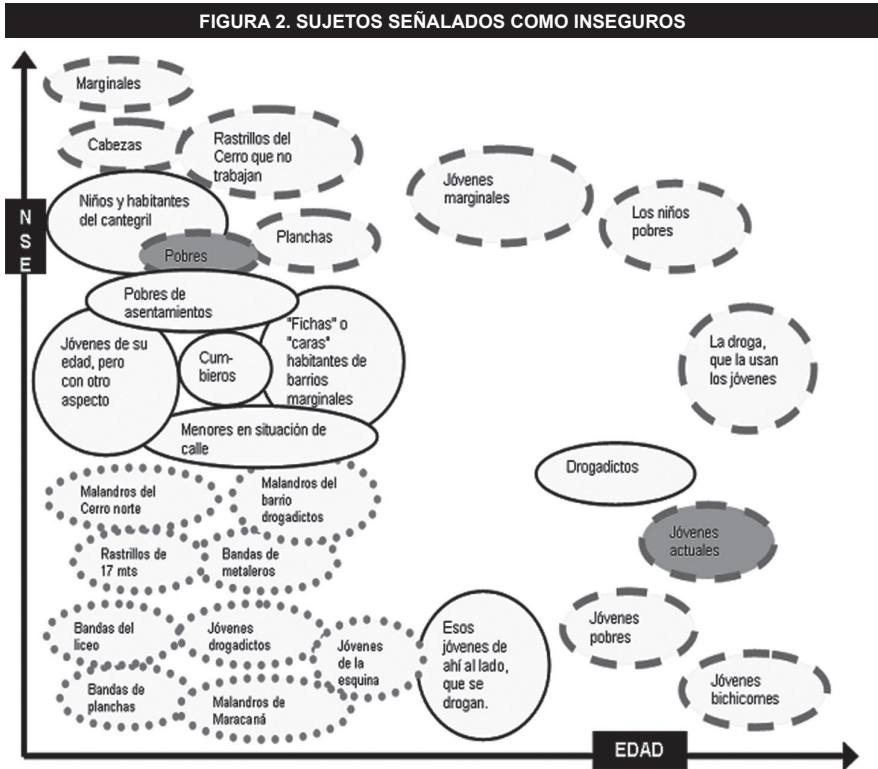 FIGURA 2. SUJETOS SEÑALADOS COMO INSEGUROS
Marginales
Cabezas
Rastrillos del
Cerro que no
trabajan
Jóvenes
marginales
Los niños
pobres
N
S
E
Niños y habitantes
del cantegril
Planchas
Pobres
Pobres de
asentamientos
"Fichas" o
"caras"
habitantes de
barrios
marginales
Jóvenes de su
edad, pero
con otro
aspecto
Cum-
bieros
La droga,
que la usan
los jóvenes
Menores en situación de
calle
Drogadictos
Malandros del
Cerro norte
Malandros del
barrio
drogadictos
Jóvenes
actuales
Rastrillos de
17 mts
Bandas de
metaleros
Bandas del
liceo
Jóvenes
drogadictos
Jóvenes
de la
esquina
Esos
jóvenes de
ahí al lado,
que se
drogan.
Jóvenes
pobres
Bandas de
planchas
Malandros de
Maracaná
Jóvenes
bichicomes
EDAD